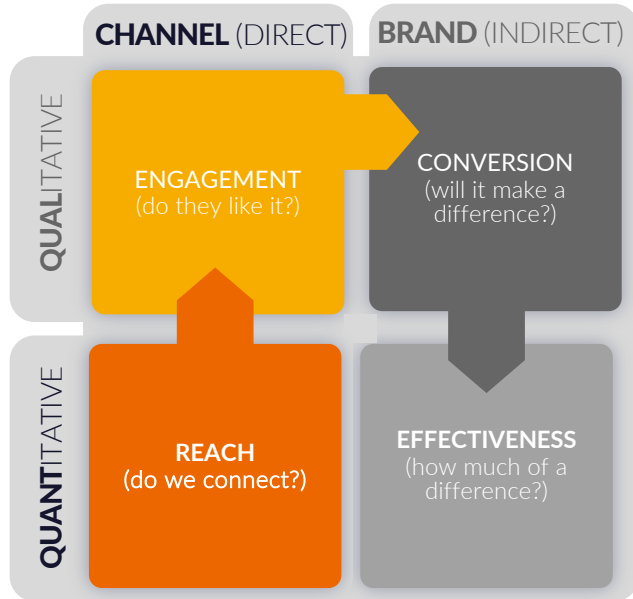 CHANNEL (DIRECT)
BRAND (INDIRECT)
QUALITATIVE
ENGAGEMENT
(do they like it?)
CONVERSION
(will it make a
difference?)
QUANTITATIVE
REACH
(do we connect?)
EFFECTIVENESS
(how much of a
difference?)